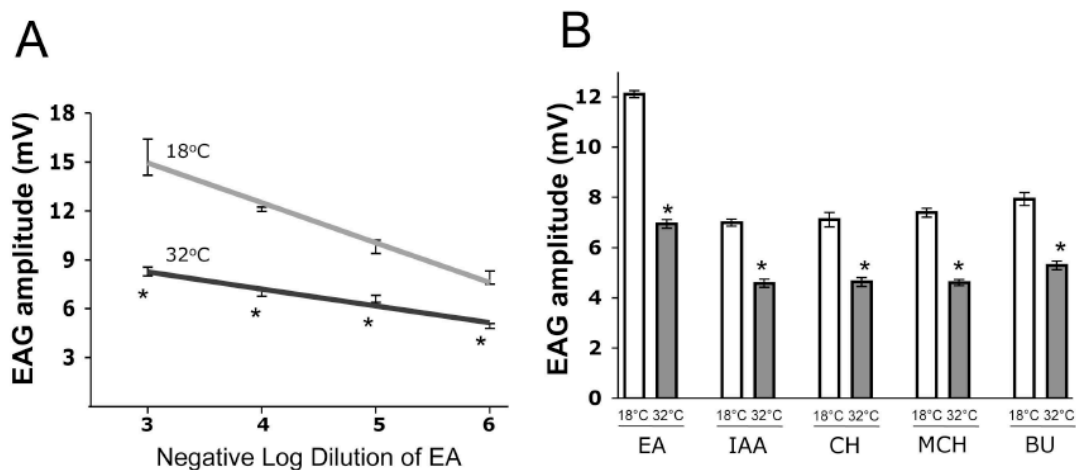 A
EAG amplitude (mV)
18
15
12
9
6
3
18°C
32°C
* * * *
3 4 5 6
Negative Log Dilution of EA
B
EAG amplitude (mV)
12
10
8
6
4
2
0
* * * * *
18°C 32°C 18°C 32°C 18°C 32°C 18°C 32°C 18°C 32°C
EA IAA CH MCH BU